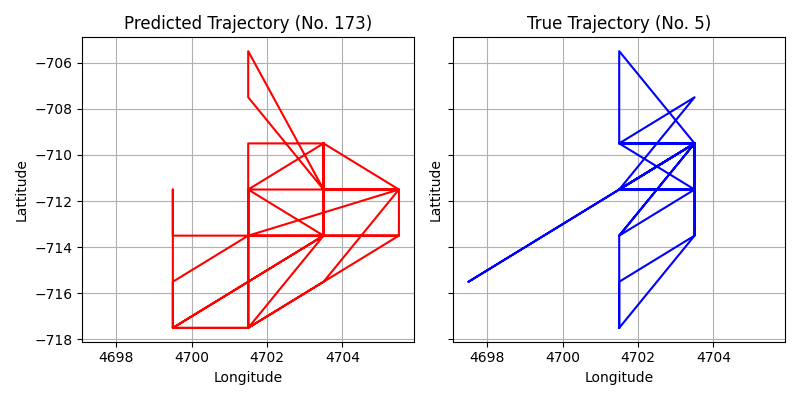 Predicted Trajectory (No. 173)
True Trajectory (No. 5)
Lattitude
−706
−708
−710
−712
−714
−716
−718
4698
4700
4702
4704
Longitude
Lattitude
4698
4700
4702
4704
Longitude